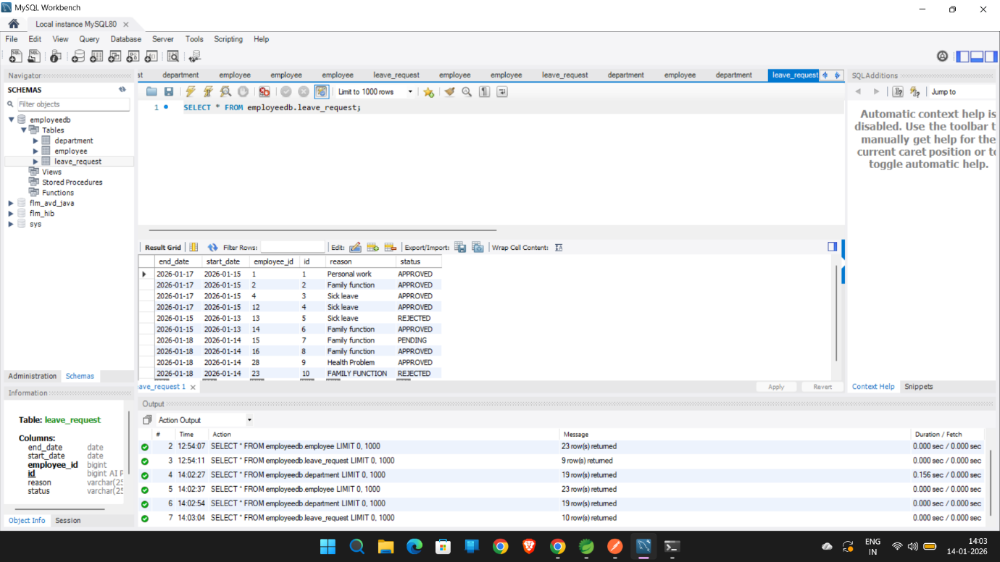 MySQL Workbench
Local instance MySQL80
File Edit View Query Database Server Tools Scripting Help
Navigator
SCHEMAS
Filter objects
employeedb
Tables
department
employee
leave_request
Views
Stored Procedures
Functions
flm_avd_java
flm_hib
sys
Administration Schemas
Information
Table: leave_request
Columns:
end_date date
start_date date
employee_id bigint
id bigint AI P
reason varchar(25
status varchar(25
Object Info Session
st department employee employee employee leave_request employee employee leave_request department employee department leave_request
Limit to 1000 rows
1 SELECT * FROM employeedb.leave_request;
Result Grid Filter Rows: Edit: Export/Import: Wrap Cell Content:
end_date start_date employee_id id reason status
2026-01-17 2026-01-15 1 1 Personal work APPROVED
2026-01-17 2026-01-15 2 2 Family function APPROVED
2026-01-17 2026-01-15 4 3 Sick leave APPROVED
2026-01-17 2026-01-15 12 4 Sick leave APPROVED
2026-01-15 2026-01-13 13 5 Sick leave REJECTED
2026-01-15 2026-01-13 14 6 Family function APPROVED
2026-01-18 2026-01-14 15 7 Family function PENDING
2026-01-18 2026-01-14 16 8 Family function APPROVED
2026-01-18 2026-01-14 28 9 Health Problem APPROVED
2026-01-18 2026-01-14 23 10 FAMILY FUNCTION REJECTED
eave_request 1 Apply Revert
Output
Action Output
# Time Action Message Duration / Fetch
2 12:54:07 SELECT * FROM employeedb.employee LIMIT 0, 1000 23 row(s) returned 0.000 sec / 0.000 sec
3 12:54:11 SELECT * FROM employeedb.leave_request LIMIT 0, 1000 9 row(s) returned 0.000 sec / 0.000 sec
4 14:02:27 SELECT * FROM employeedb.department LIMIT 0, 1000 19 row(s) returned 0.156 sec / 0.000 sec
5 14:02:37 SELECT * FROM employeedb.employee LIMIT 0, 1000 23 row(s) returned 0.000 sec / 0.000 sec
6 14:02:54 SELECT * FROM employeedb.department LIMIT 0, 1000 19 row(s) returned 0.000 sec / 0.000 sec
7 14:03:04 SELECT * FROM employeedb.leave_request LIMIT 0, 1000 10 row(s) returned 0.000 sec / 0.000 sec
SQLAdditions
Jump to
Automatic context help is
disabled. Use the toolbar t
manually get help for the
current caret position or to
toggle automatic help.
Context Help Snippets
ENG
IN
14:03
14-01-2026